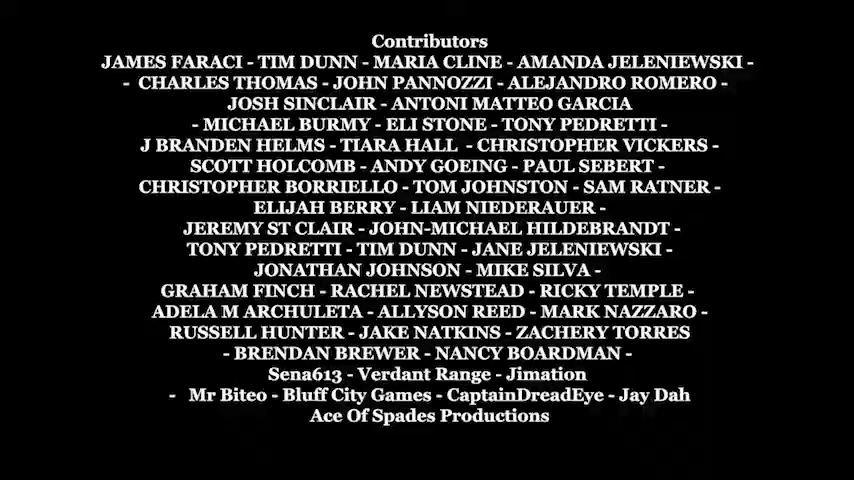 Contributors
JAMES FARACI - TIM DUNN - MARIA CLINE - AMANDA JELENIEWSKI -
- CHARLES THOMAS - JOHN PANNOZZI - ALEJANDRO ROMERO -
JOSH SINCLAIR - ANTONI MATTEO GARCIA
- MICHAEL BURMY - ELI STONE - TONY PEDRETTI -
J BRANDEN HELMS - TIARA HALL - CHRISTOPHER VICKERS -
SCOTT HOLCOMB - ANDY GOEING - PAUL SEBERT -
CHRISTOPHER BORRIELLO - TOM JOHNSTON - SAM RATNER -
ELIJAH BERRY - LIAM NIEDERAUER -
JEREMY ST CLAIR - JOHN-MICHAEL HILDEBRANDT -
TONY PEDRETTI - TIM DUNN - JANE JELENIEWSKI -
JONATHAN JOHNSON - MIKE SILVA -
GRAHAM FINCH - RACHEL NEWSTEAD - RICKY TEMPLE -
ADELA M ARCHULETA - ALLYSON REED - MARK NAZZARO -
RUSSELL HUNTER - JAKE NATKINS - ZACHERY TORRES
- BRENDAN BREWER - NANCY BOARDMAN -
Sena613 - Verdant Range - Jimation
- Mr Biteo - Bluff City Games - CaptainDreadEye - Jay Dah
Ace Of Spades Productions